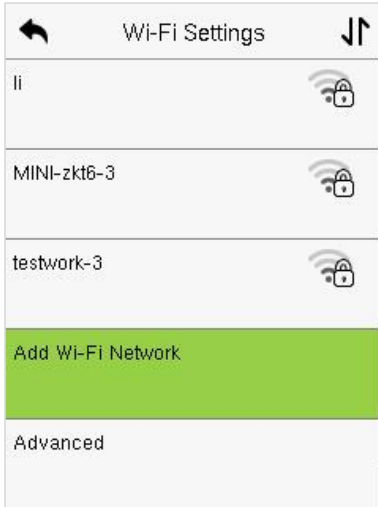 Wi-Fi Settings
li
MINI-zkt6-3
testwork-3
Add Wi-Fi Network
Advanced